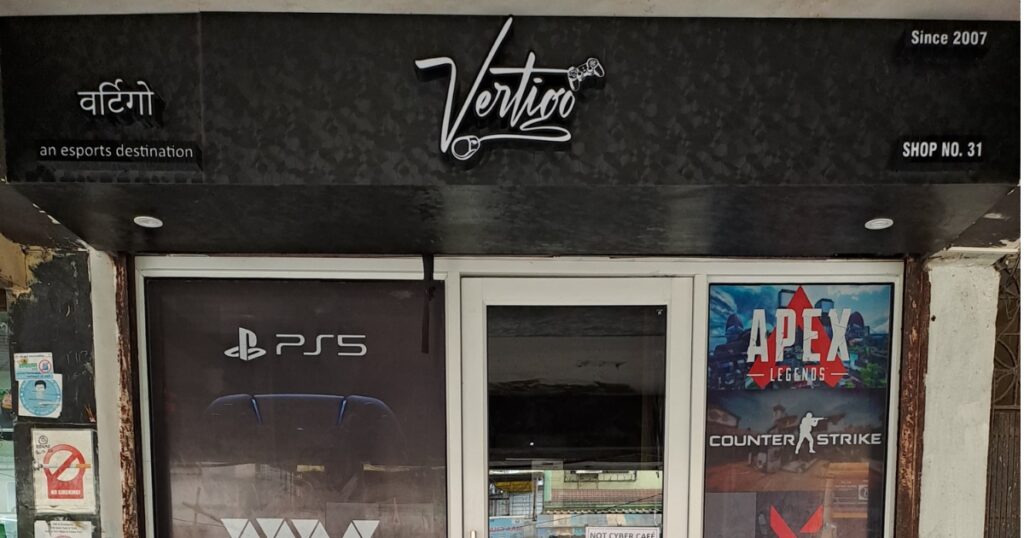 Since 2007
Vertigo
वर्टिगो
an esports destination
SHOP NO. 31
PS5
APEX
LEGENDS
COUNTER STRIKE
NO SMOKING
NOT CYBER CAFE